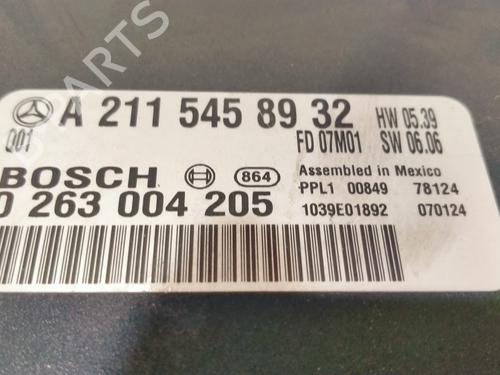 A 211 545 89 32 HW 05.39
001 FD 07M01 SW 06.06
BOSCH 864 Assembled in Mexico
0 263 004 205 PPL1 00849 78124
1039E01892 070124